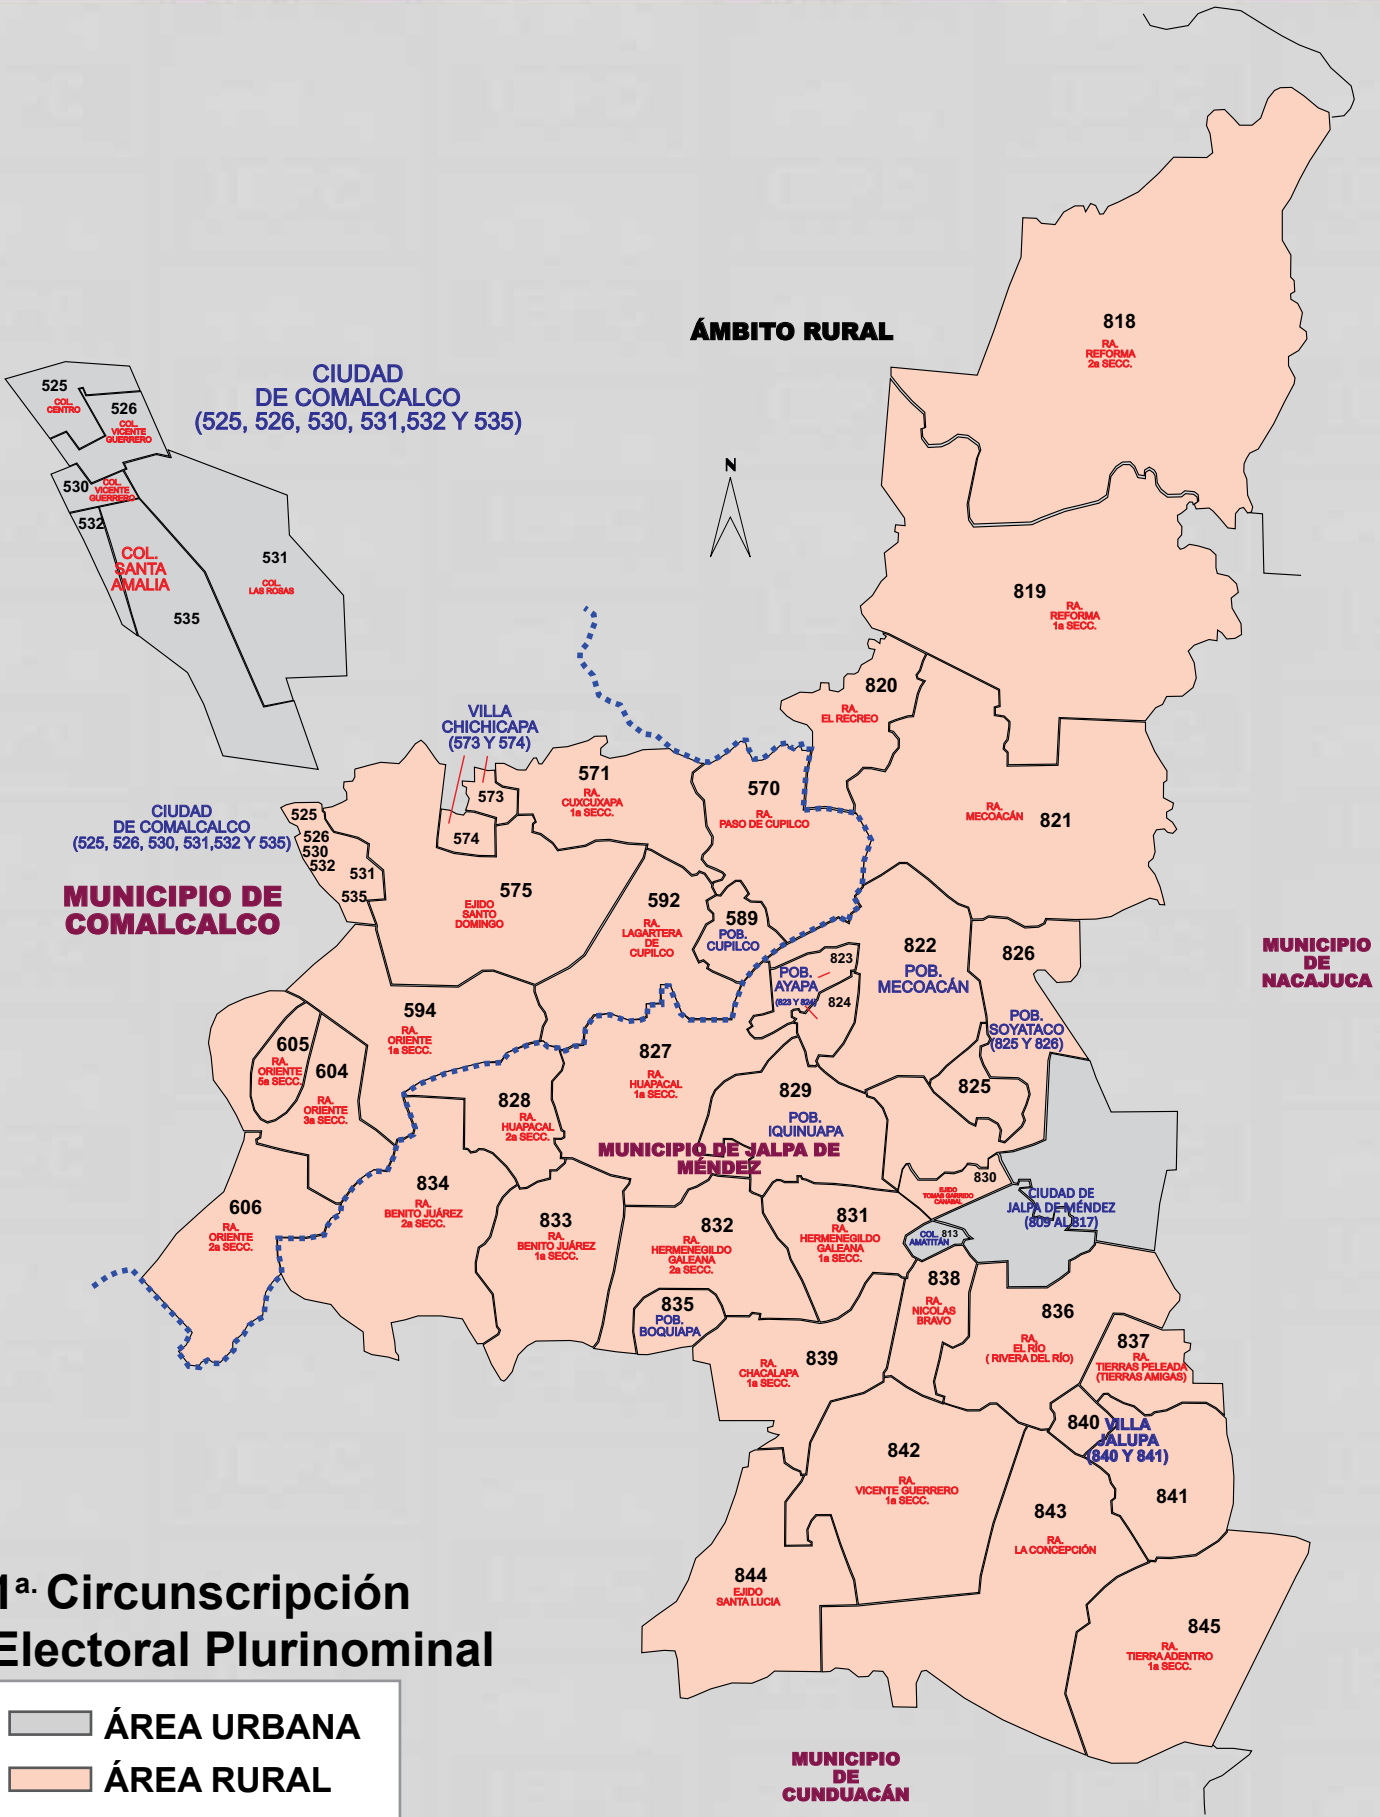 818
RA.
REFORMA
2a SECC.
ÁMBITO RURAL
CIUDAD
DE COMALCALCO
(525, 526, 530, 531,532 Y 535)
525
COL.
CENTRO
526
COL.
VICENTE
GUERRERO
530
COL.
VICENTE
GUERRERO
532
COL.
SANTA
AMALIA
531
COL.
LAS ROSAS
535
N
819
RA.
REFORMA
1a SECC.
820
RA.
EL RECREO
VILLA
CHICHICAPA
(573 Y 574)
571
RA.
CUXCUXAPA
1a SECC.
573
574
570
RA.
PASO DE CUPILCO
RA.
MECOACÁN
821
CIUDAD
DE COMALCALCO
(525, 526, 530, 531,532 Y 535)
525
526
530
532
531
535
MUNICIPIO DE
COMALCALCO
575
EJIDO
SANTO
DOMINGO
592
RA.
LAGARTERA
DE
CUPILCO
589
POB.
CUPILCO
822
POB.
MECOACÁN
826
MUNICIPIO
DE
NACAJUCA
POB.
AYAPA
(823 Y 824)
823
824
POB.
SOYATACO
(825 Y 826)
825
594
RA.
ORIENTE
1a SECC.
605
RA.
ORIENTE
5a SECC.
604
RA.
ORIENTE
3a SECC.
827
RA.
HUAPACAL
1a SECC.
828
RA.
HUAPACAL
2a SECC.
829
POB.
IQUINUAPA
MUNICIPIO DE JALPA DE
MÉNDEZ
830
EJIDO
TOMAS GARRIDO
CANABAL
CIUDAD DE
JALPA DE MÉNDEZ
(809 AL 817)
606
RA.
ORIENTE
2a SECC.
834
RA.
BENITO JUÁREZ
2a SECC.
833
RA.
BENITO JUÁREZ
1a SECC.
832
RA.
HERMENEGILDO
GALEANA
2a SECC.
831
RA.
HERMENEGILDO
GALEANA
1a SECC.
COL. 813
AMATITÁN
838
RA.
NICOLAS
BRAVO
835
POB.
BOQUIAPA
836
RA.
EL RÍO
( RIVERA DEL RÍO)
837
RA.
TIERRAS PELEADA
(TIERRAS AMIGAS)
RA.
CHACALAPA
1a SECC.
839
840
VILLA
JALUPA
(840 Y 841)
841
842
RA.
VICENTE GUERRERO
1a SECC.
843
RA.
LA CONCEPCIÓN
844
EJIDO
SANTA LUCIA
845
RA.
TIERRA ADENTRO
1a SECC.
1a. Circunscripción
Electoral Plurinominal
ÁREA URBANA
ÁREA RURAL
MUNICIPIO
DE
CUNDUACÁN